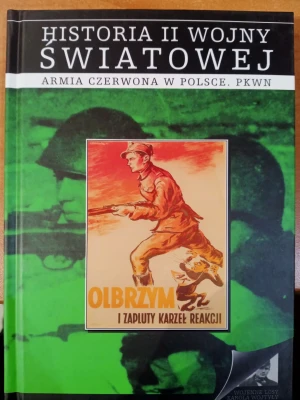 HISTORIA II WOJNY
ŚWIATOWEJ
ARMIA CZERWONA W POLSCE. PKWN
OLBRZYM
I ZAPLUTY KARZEŁ REAKCJI